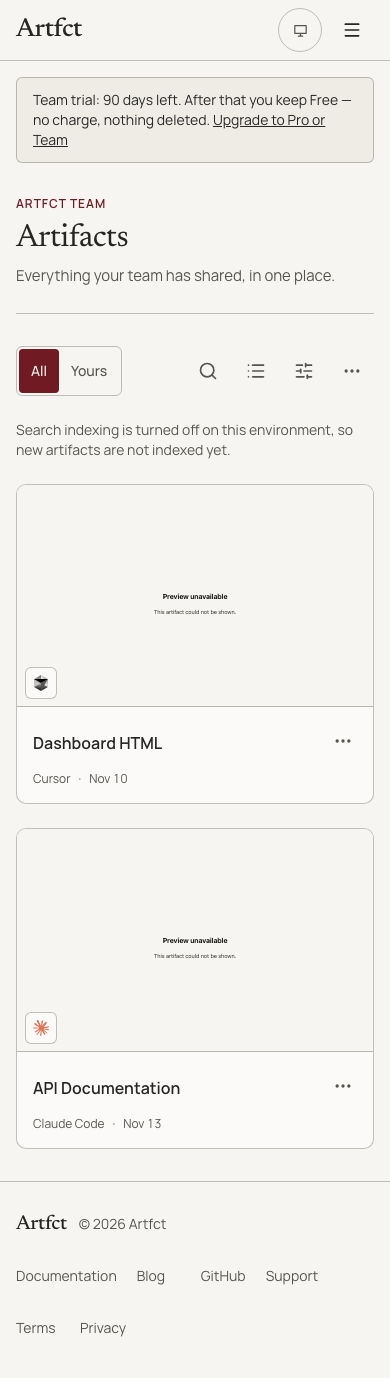 Artfct
Team trial: 90 days left. After that you keep Free —
no charge, nothing deleted. Upgrade to Pro or
Team
ARTFCT TEAM
Artifacts
Everything your team has shared, in one place.
All Yours
Search indexing is turned off on this environment, so
new artifacts are not indexed yet.
Preview unavailable
This artifact could not be shown.
Dashboard HTML
Cursor · Nov 10
Preview unavailable
This artifact could not be shown.
API Documentation
Claude Code · Nov 13
Artfct © 2026 Artfct
Documentation Blog GitHub Support
Terms Privacy